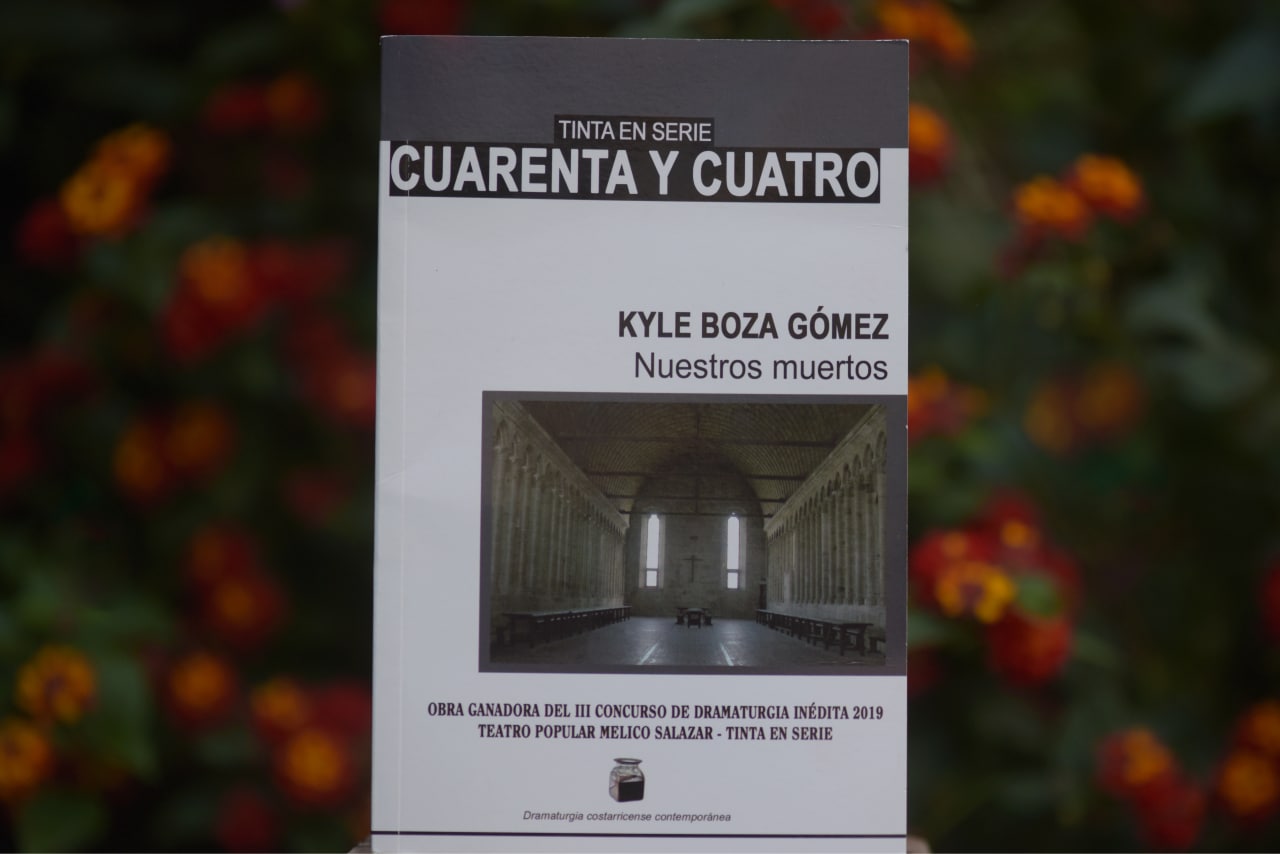 TINTA EN SERIE
CUARENTA Y CUATRO
KYLE BOZA GÓMEZ
Nuestros muertos
OBRA GANADORA DEL III CONCURSO DE DRAMATURGIA INÉDITA 2019
TEATRO POPULAR MELICO SALAZAR - TINTA EN SERIE
Dramaturgia costarricense contemporánea